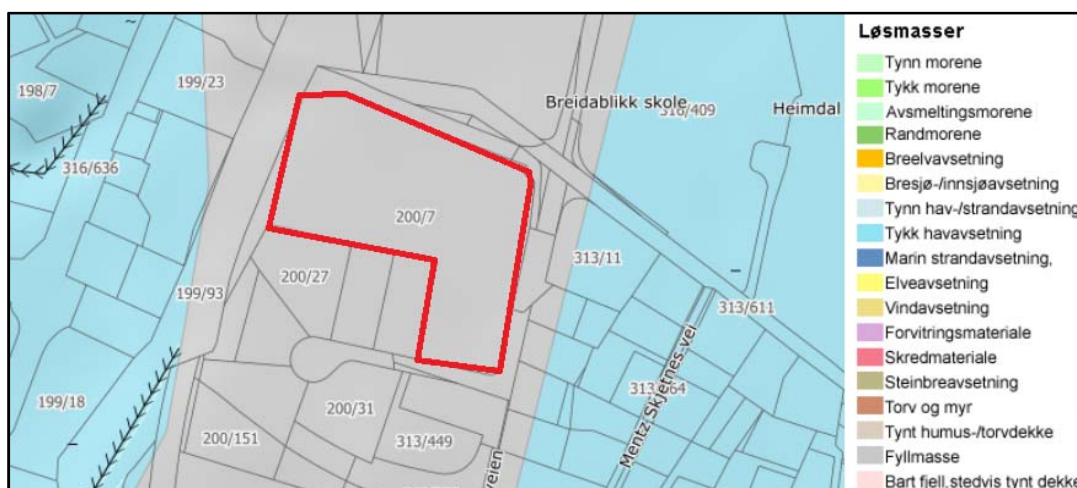 198/7
199/23
316/636
Breidablikk skole
316/409
Heimdal
200/7
200/27
313/11
199/93
313/611
199/18
200/151
200/31
313/449
Mentz Skjetnes vei
veien
Løsmasser
Tynn morene
Tykk morene
Avsmeltingsmorene
Randmorene
Breelvavsetning
Bresjø-/innsjøavsetning
Tynn hav-/strandavsetning
Tykk havavsetning
Marin strandavsetning,
Elveavsetning
Vindavsetning
Forvitringsmateriale
Skredmateriale
Steinbreavsetning
Torv og myr
Tynt humus-/torvdekke
Fyllmasse
Bart fjell, stedvis tynt dekke